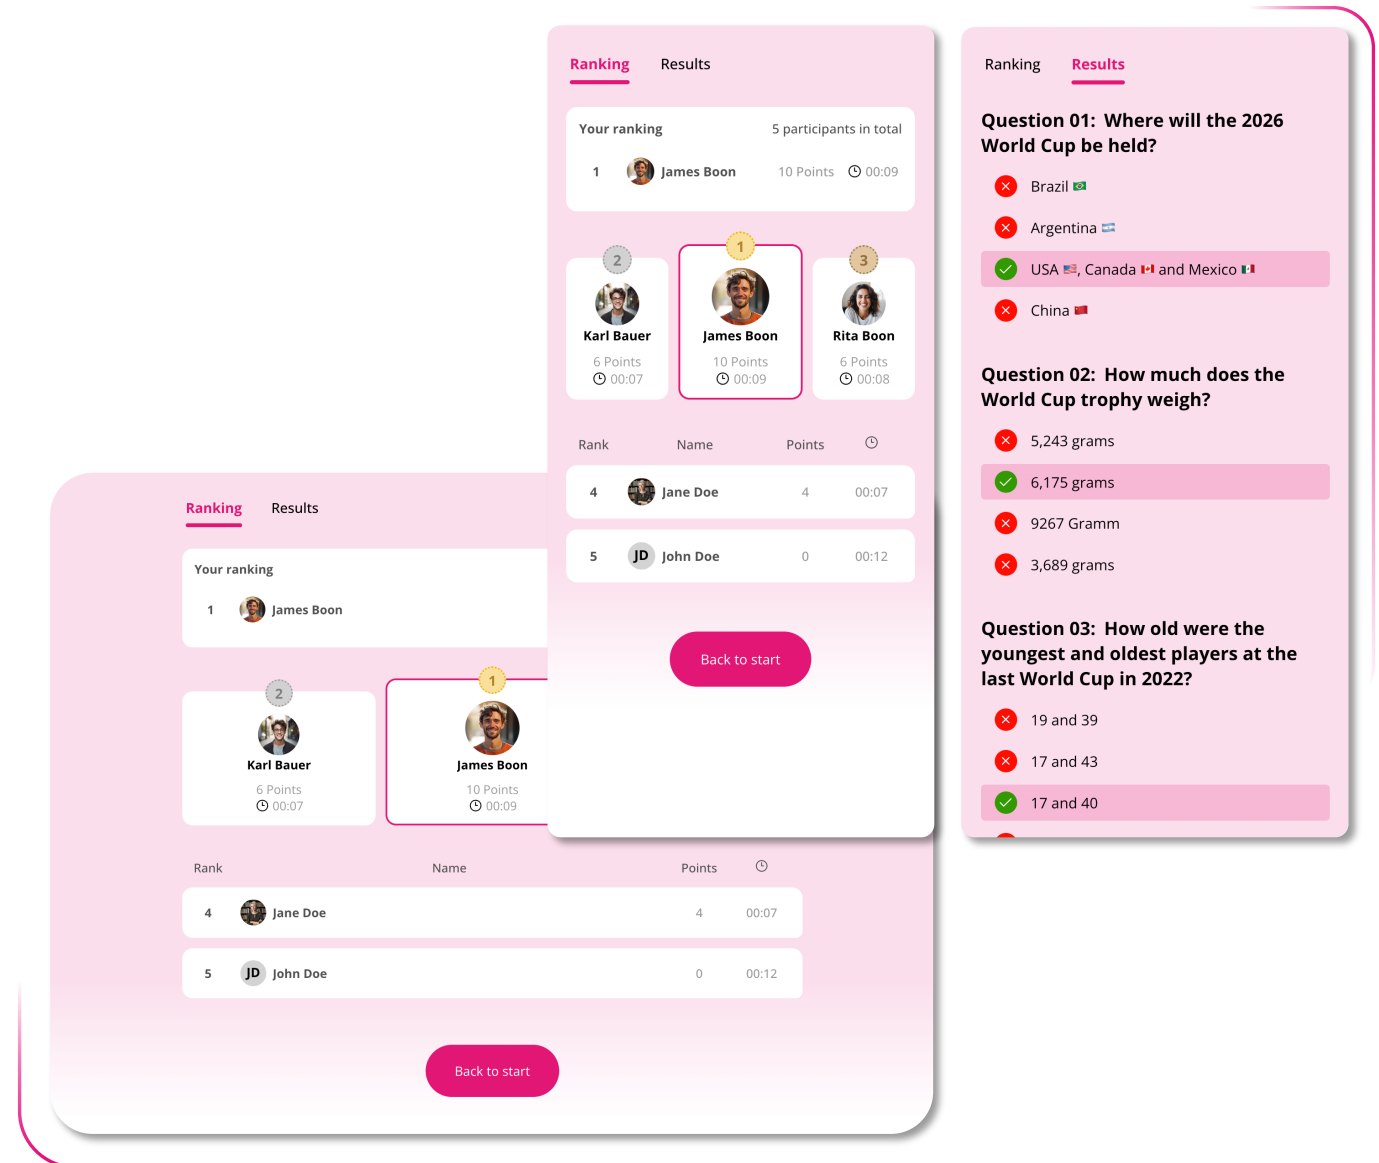 Ranking Results
Your ranking 5 participants in total
1 James Boon 10 Points 00:09
2
Karl Bauer
6 Points
00:07
1
James Boon
10 Points
00:09
3
Rita Boon
6 Points
00:08
Rank Name Points
4 Jane Doe 4 00:07
5 JD John Doe 0 00:12
Back to start
Ranking Results
Question 01: Where will the 2026
World Cup be held?
Brazil 🇧🇷
Argentina 🇦🇷
USA 🇺🇸, Canada 🇨🇦 and Mexico 🇲🇽
China 🇨🇳
Question 02: How much does the
World Cup trophy weigh?
5,243 grams
6,175 grams
9267 Gramm
3,689 grams
Question 03: How old were the
youngest and oldest players at the
last World Cup in 2022?
19 and 39
17 and 43
17 and 40
Ranking Results
Your ranking
1 James Boon
2
Karl Bauer
6 Points
00:07
1
James Boon
10 Points
00:09
Rank Name Points
4 Jane Doe 4 00:07
5 JD John Doe 0 00:12
Back to start